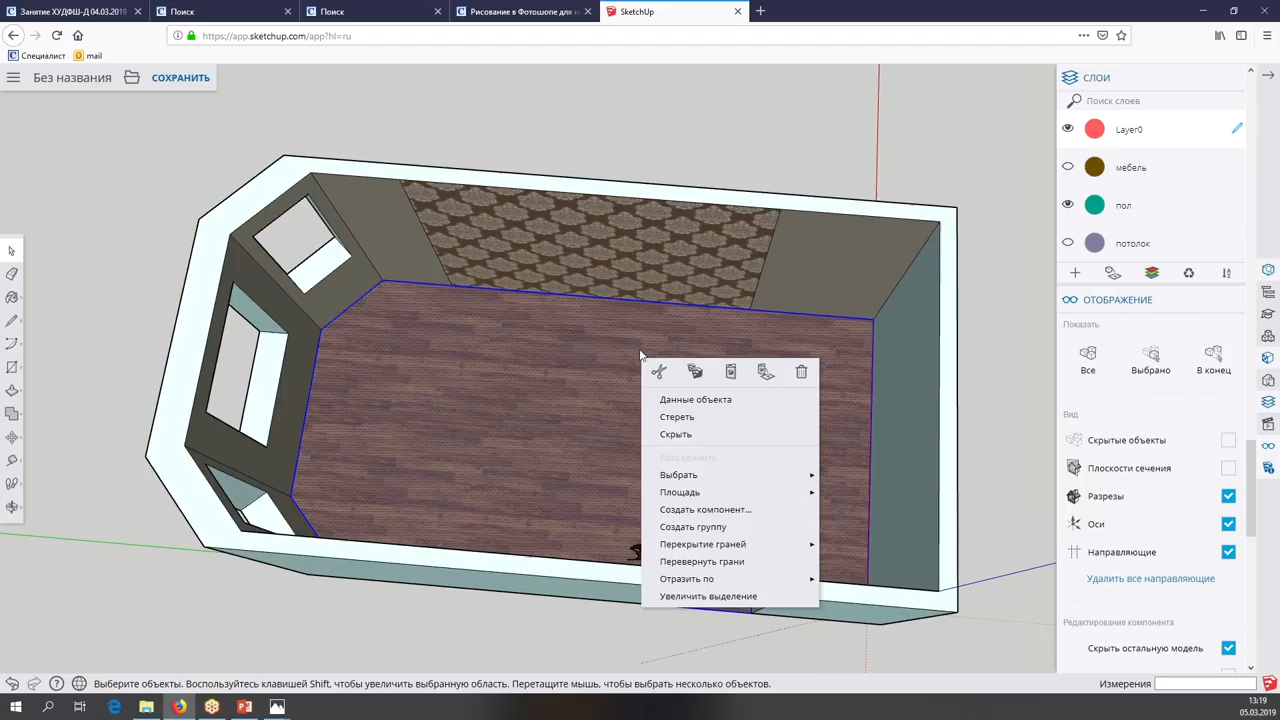 Занятие ХУДФШ-Д 04.03.2019
Поиск
Поиск
Рисование в Фотошопе для н
SketchUp
https://app.sketchup.com/app?hl=ru
Специалист
mail
Без названия
СОХРАНИТЬ
СЛОИ
Поиск слоев
Layer0
мебель
пол
потолок
ОТОБРАЖЕНИЕ
Показать
Все
Выбрано
В конец
Вид
Скрытые объекты
Плоскости сечения
Разрезы
Оси
Направляющие
Удалить все направляющие
Редактирование компонента
Скрыть остальную модель
Данные объекта
Стереть
Скрыть
Разъединить
Выбрать
Площадь
Создать компонент...
Создать группу
Перекрытие граней
Перевернуть грани
Отразить по
Увеличить выделение
Выберите объекты. Воспользуйтесь клавишей Shift, чтобы увеличить выбранную область. Перетащите мышь, чтобы выбрать несколько объектов.
Измерения
13:19
05.03.2019